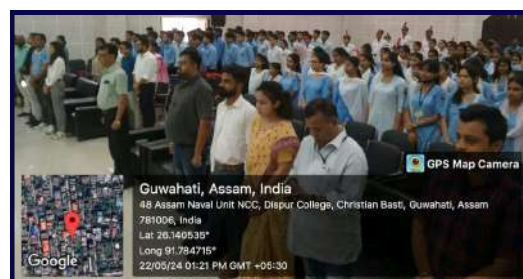 GPS Map Camera
Guwahati, Assam, India
48 Assam Naval Unit NCC, Dispur College, Christian Basti, Guwahati, Assam
781006, India
Lat 26.140535°
Long 91.784715°
22/05/24 01:21 PM GMT +05:30
Google